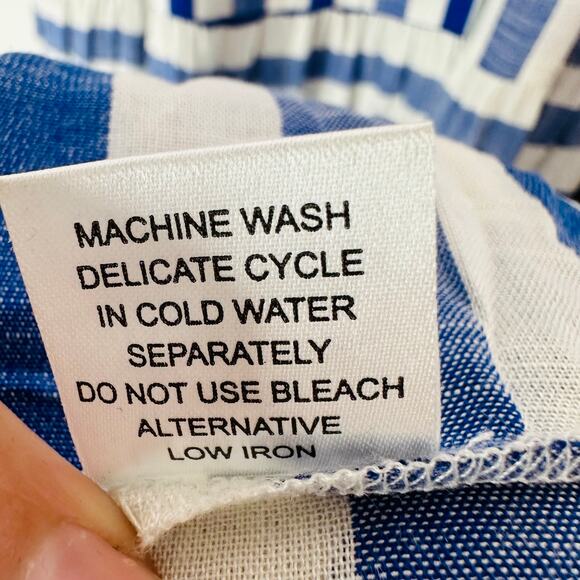 MACHINE WASH
DELICATE CYCLE
IN COLD WATER
SEPARATELY
DO NOT USE BLEACH
ALTERNATIVE
LOW IRON